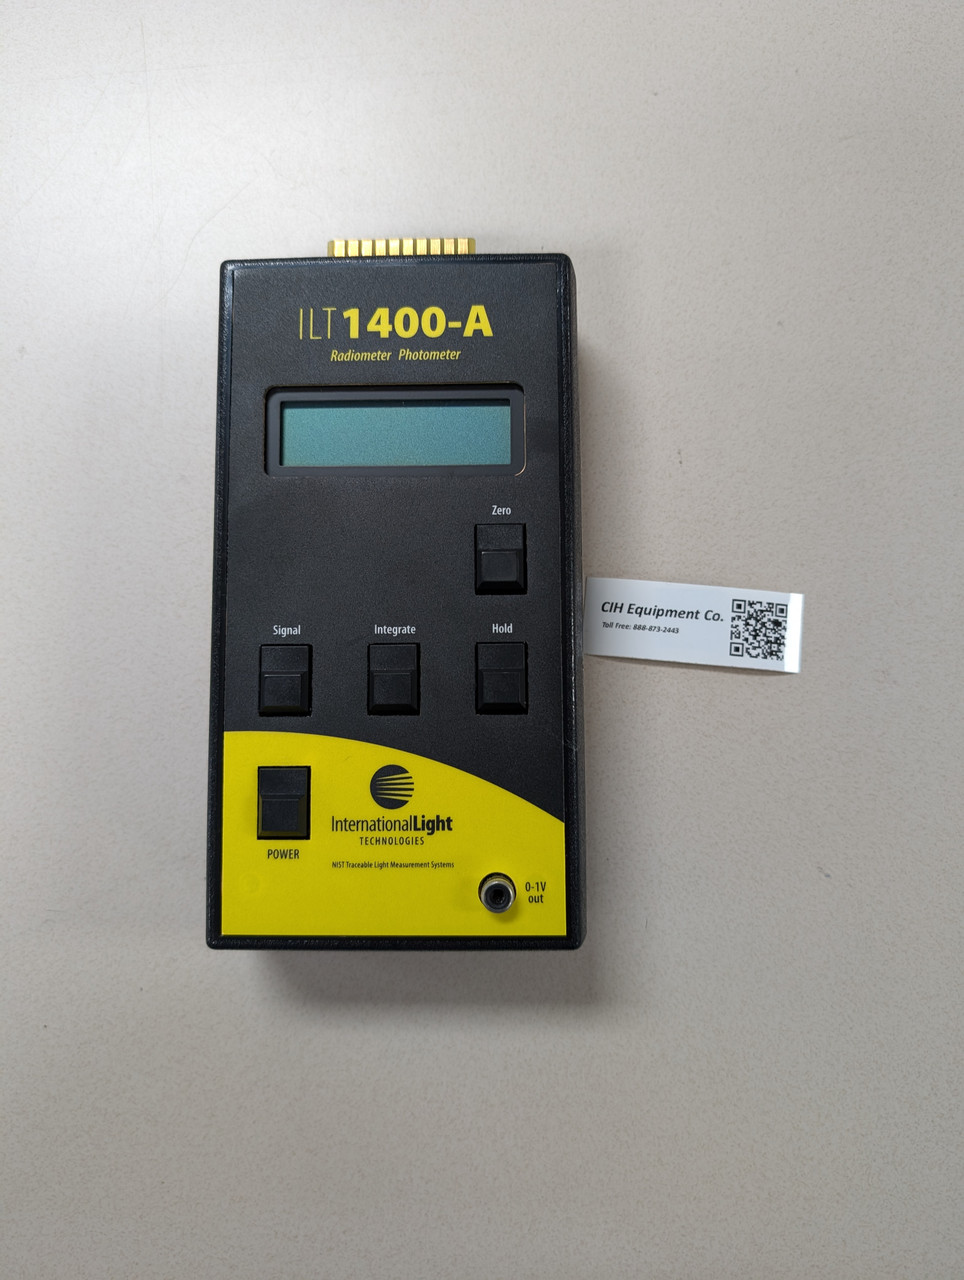 ILT1400-A
Radiometer Photometer
Zero
Signal
Integrate
Hold
CIH Equipment Co.
Toll Free: 888-873-2443
POWER
InternationalLight
TECHNOLOGIES
NIST Traceable Light Measurement Systems
0-1V
out